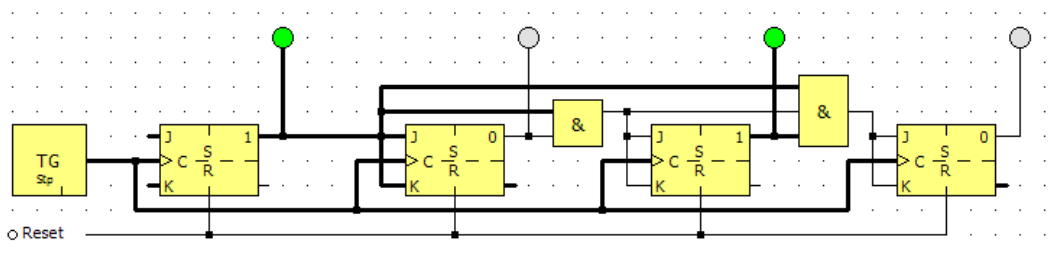 & &
J 1 J 0 J 1 J 0
TG C S R C S R C S R C S R
Stp
K K K K
Reset